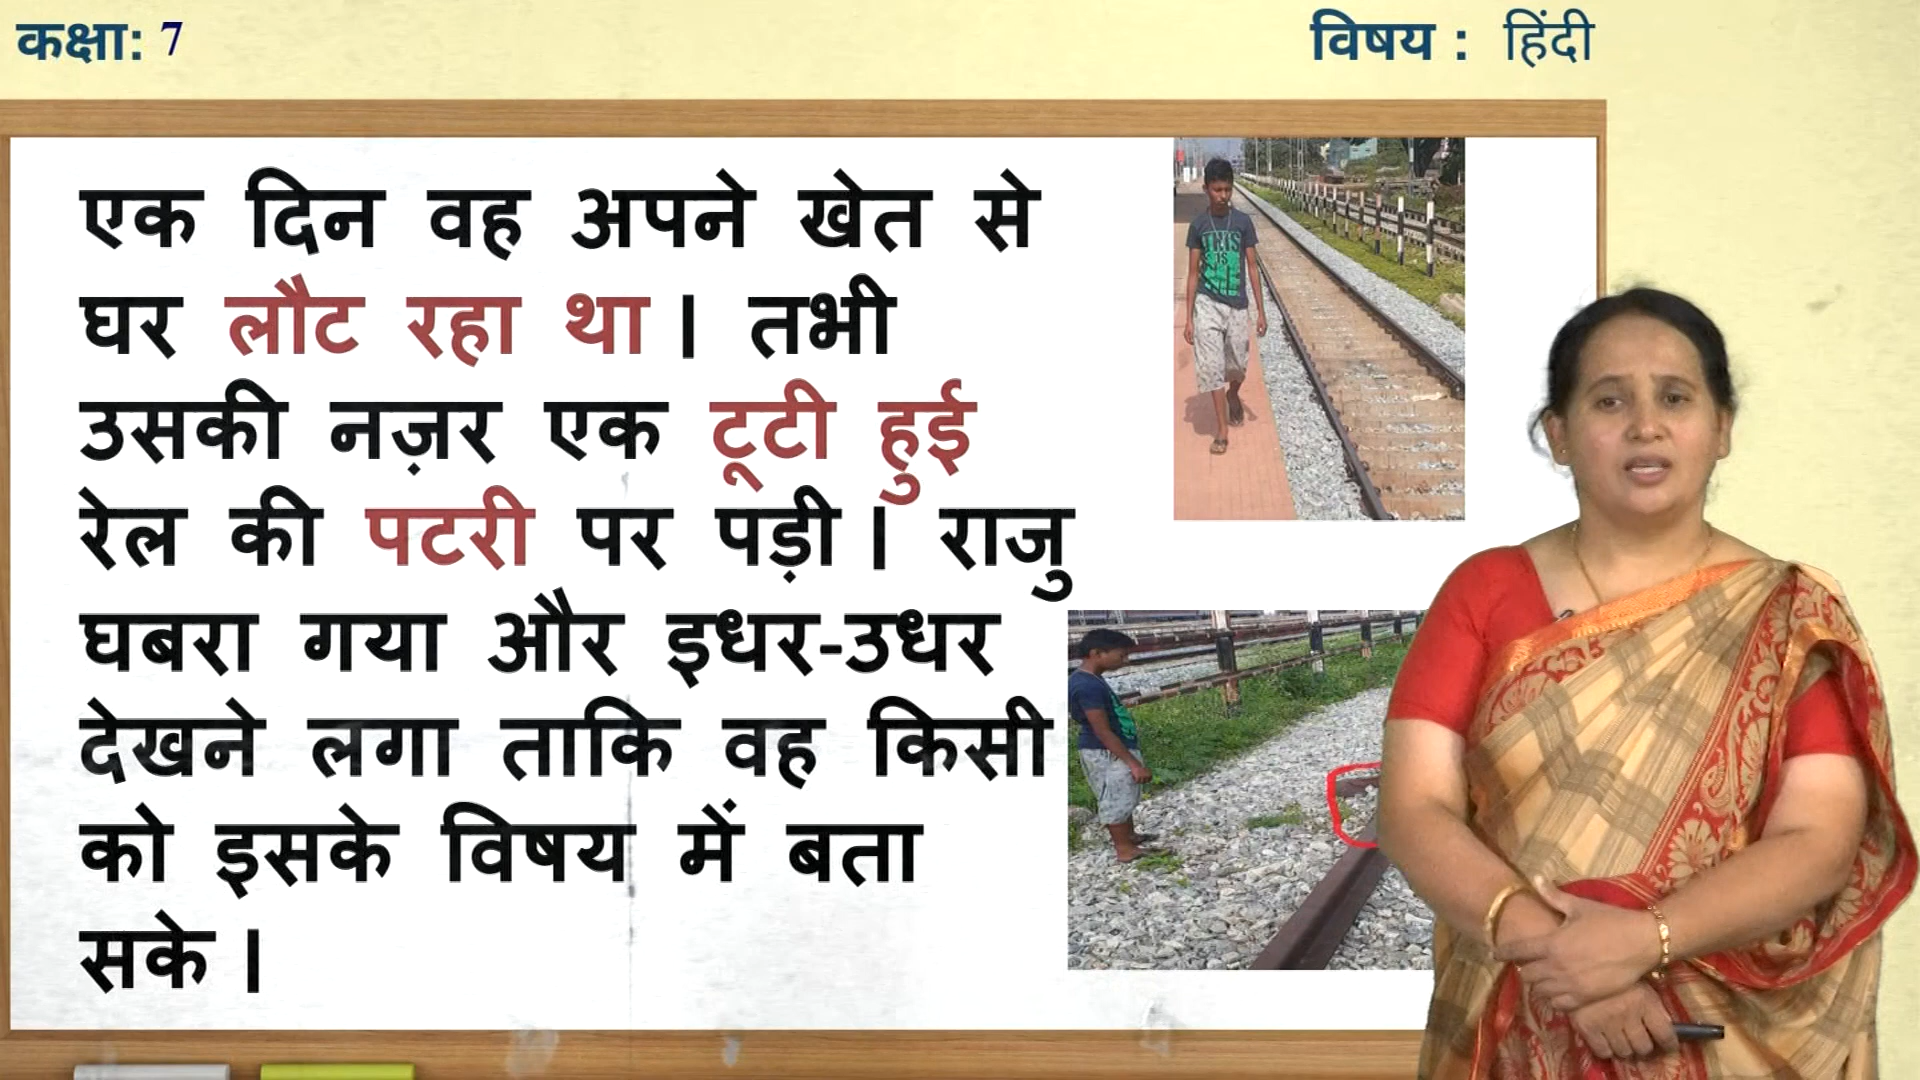 कक्षा: 7
विषय : हिंदी
एक दिन वह अपने खेत से
घर लौट रहा था। तभी
उसकी नज़र एक टूटी हुई
रेल की पटरी पर पड़ी। राजु
घबरा गया और इधर-उधर
देखने लगा ताकि वह किसी
को इसके विषय में बता
सके।